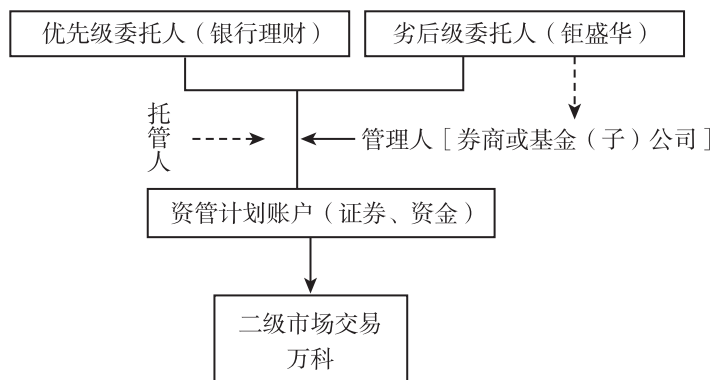 优先级委托人（银行理财）
劣后级委托人（钜盛华）
托管人
管理人［券商或基金（子）公司］
资管计划账户（证券、资金）
二级市场交易
万科